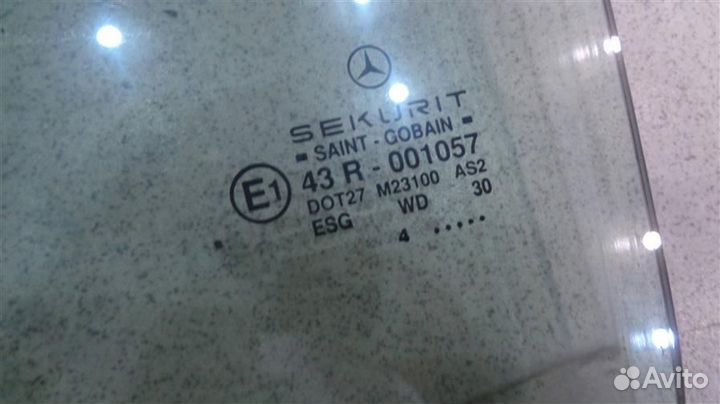 SEKURIT
SAINT - GOBAIN
E1
43 R - 001057
DOT27 M23100 AS2
ESG WD 30
4 .....
Avito